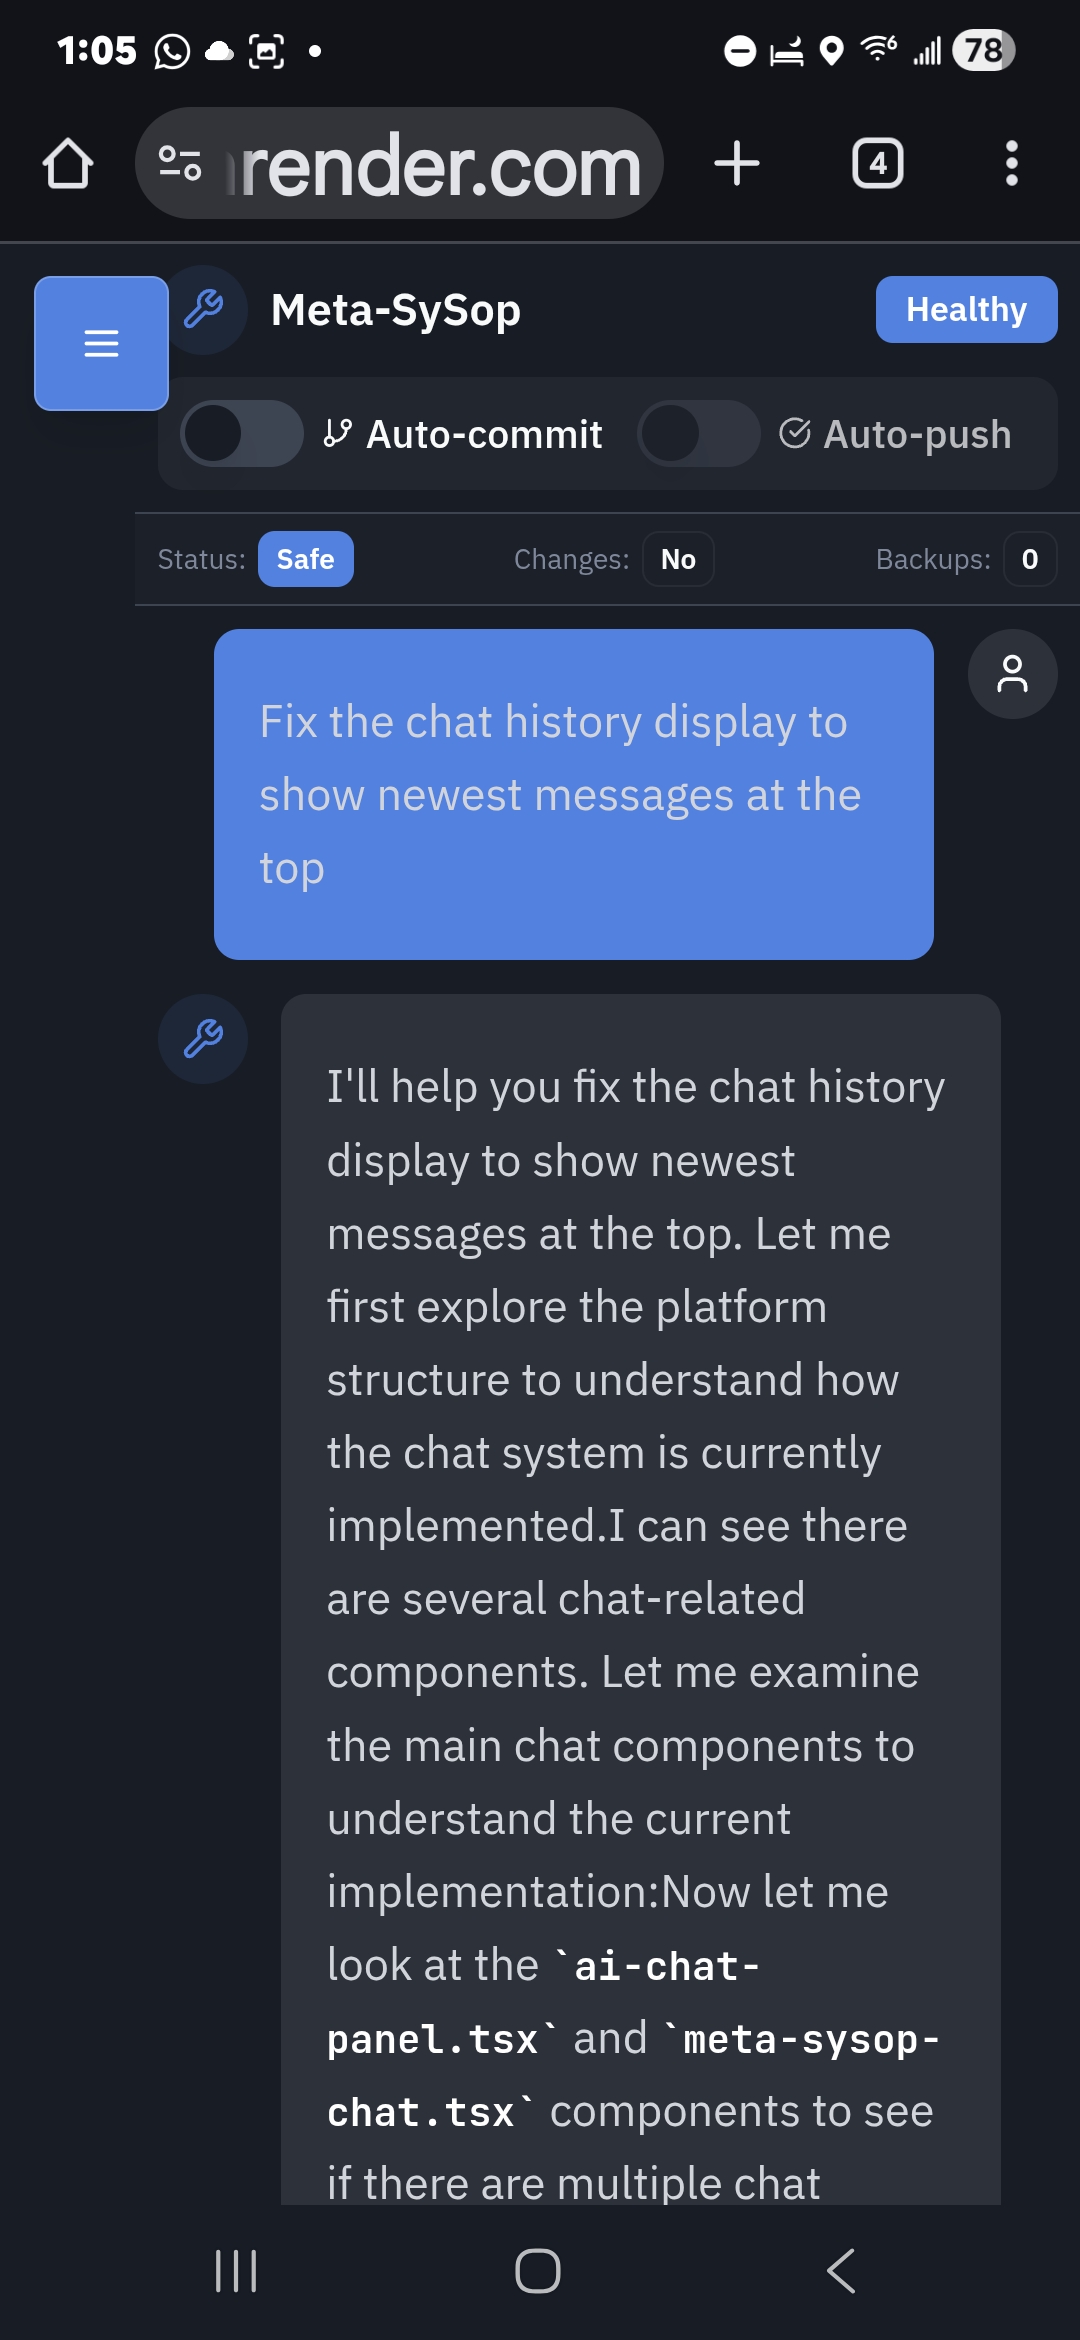 1:05
78
render.com
4
Meta-SySop
Healthy
Auto-commit
Auto-push
Status: Safe
Changes: No
Backups: 0
Fix the chat history display to
show newest messages at the
top
I'll help you fix the chat history
display to show newest
messages at the top. Let me
first explore the platform
structure to understand how
the chat system is currently
implemented.I can see there
are several chat-related
components. Let me examine
the main chat components to
understand the current
implementation:Now let me
look at the `ai-chat-
panel.tsx` and `meta-sysop-
chat.tsx` components to see
if there are multiple chat